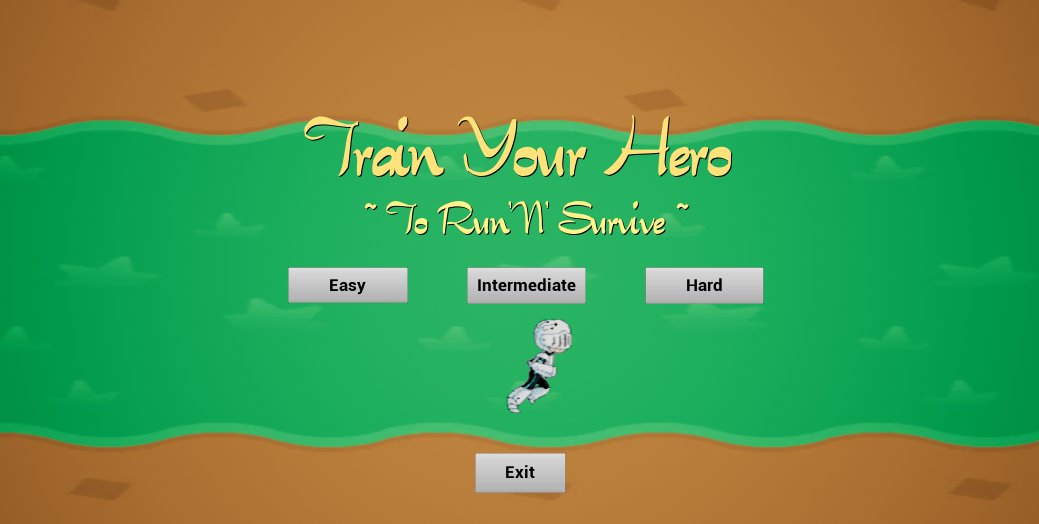 Train Your Hero
~ To Run'N' Survive ~
Easy Intermediate Hard
Exit